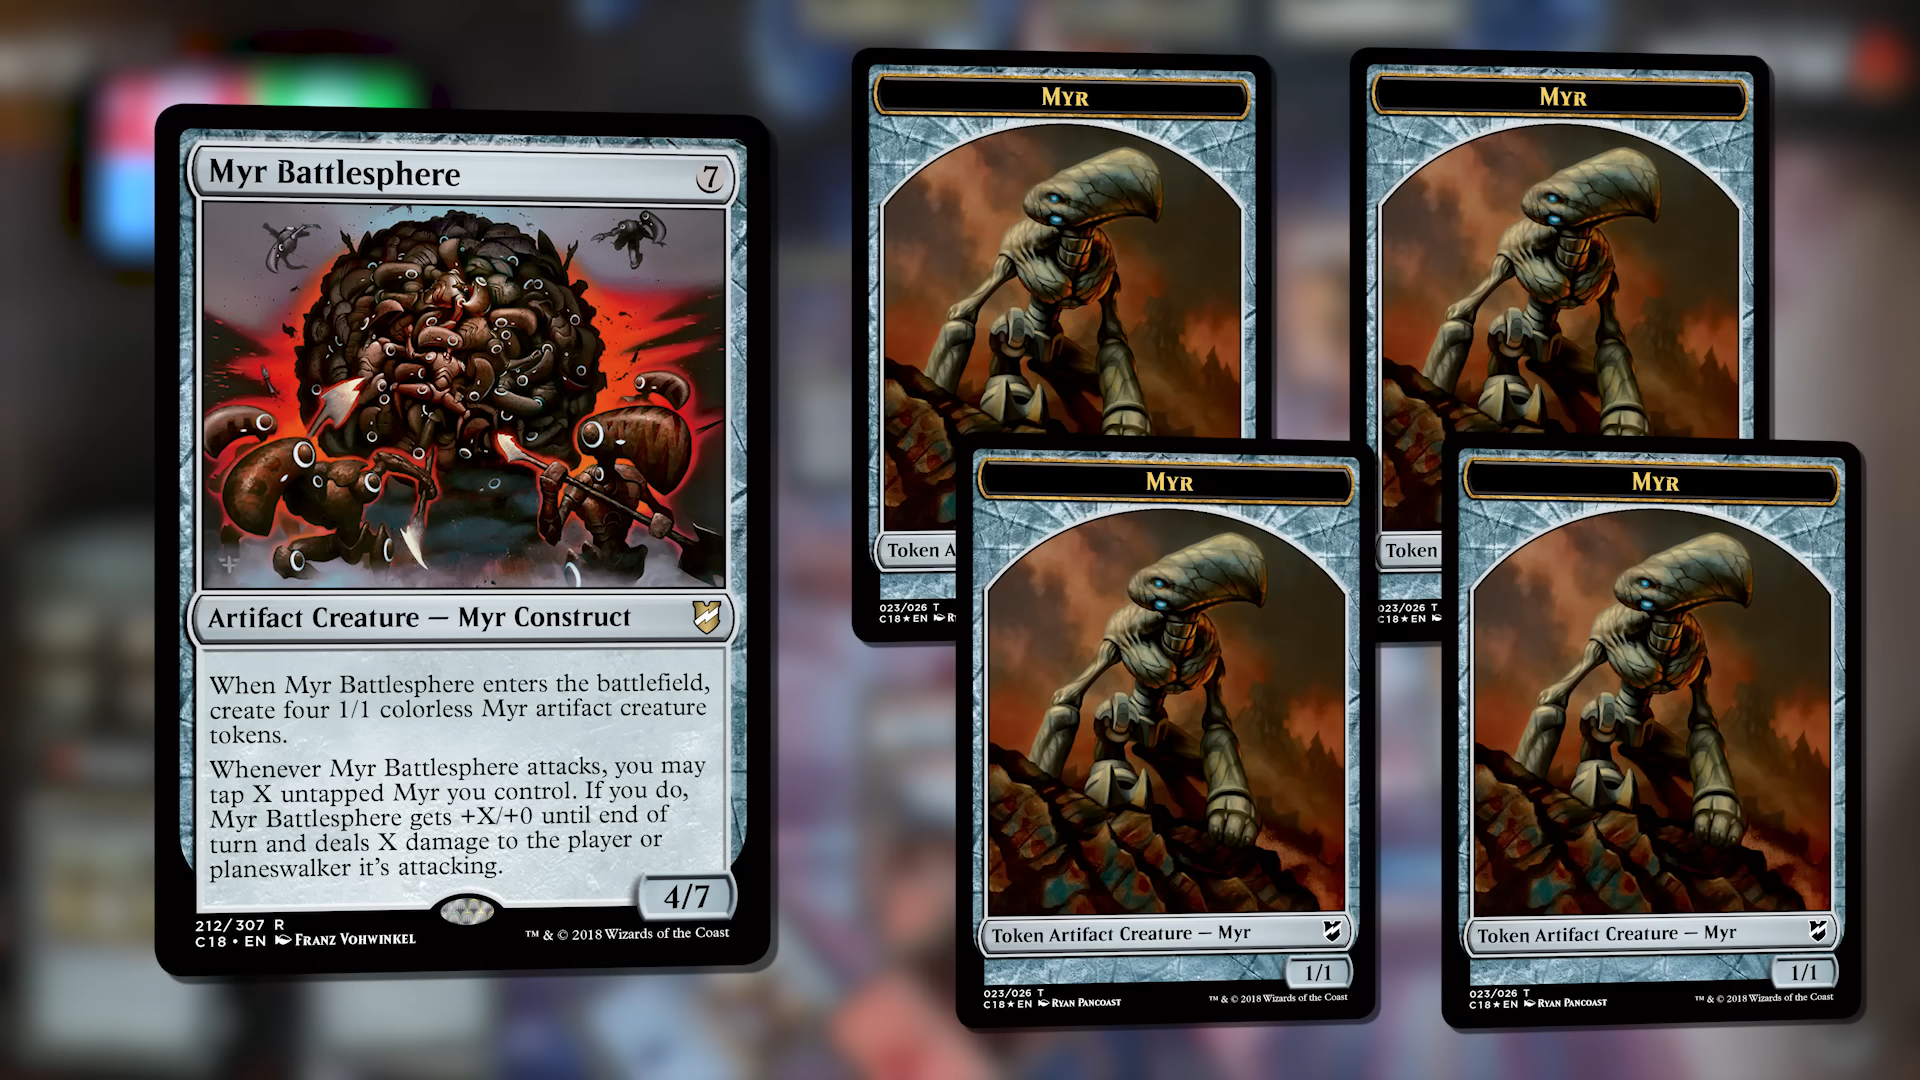 Myr Battlesphere 7
Artifact Creature — Myr Construct
When Myr Battlesphere enters the battlefield,
create four 1/1 colorless Myr artifact creature
tokens.
Whenever Myr Battlesphere attacks, you may
tap X untapped Myr you control. If you do,
Myr Battlesphere gets +X/+0 until end of
turn and deals X damage to the player or
planeswalker it's attacking.
4/7
212/307 R
C18 • EN Franz Vohwinkel
™ & © 2018 Wizards of the Coast
Myr
Token A
023/026 T
C18★EN R
Myr
Token
023/026 T
C18★EN
Myr
Token Artifact Creature — Myr
1/1
023/026 T
C18★EN Ryan Pancoast
™ & © 2018 Wizards of the Coast
Myr
Token Artifact Creature — Myr
1/1
023/026 T
C18★EN Ryan Pancoast
™ & © 2018 Wizards of the Coast